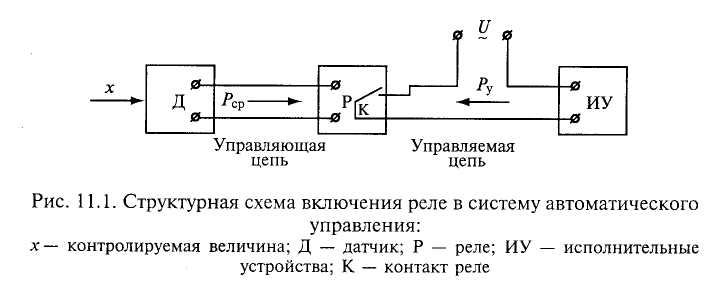 U
~
x
Д
Pср
Р
К
Pу
ИУ
Управляющая
цепь
Управляемая
цепь
Рис. 11.1. Структурная схема включения реле в систему автоматического
управления:
x — контролируемая величина; Д — датчик; Р — реле; ИУ — исполнительные
устройства; К — контакт реле